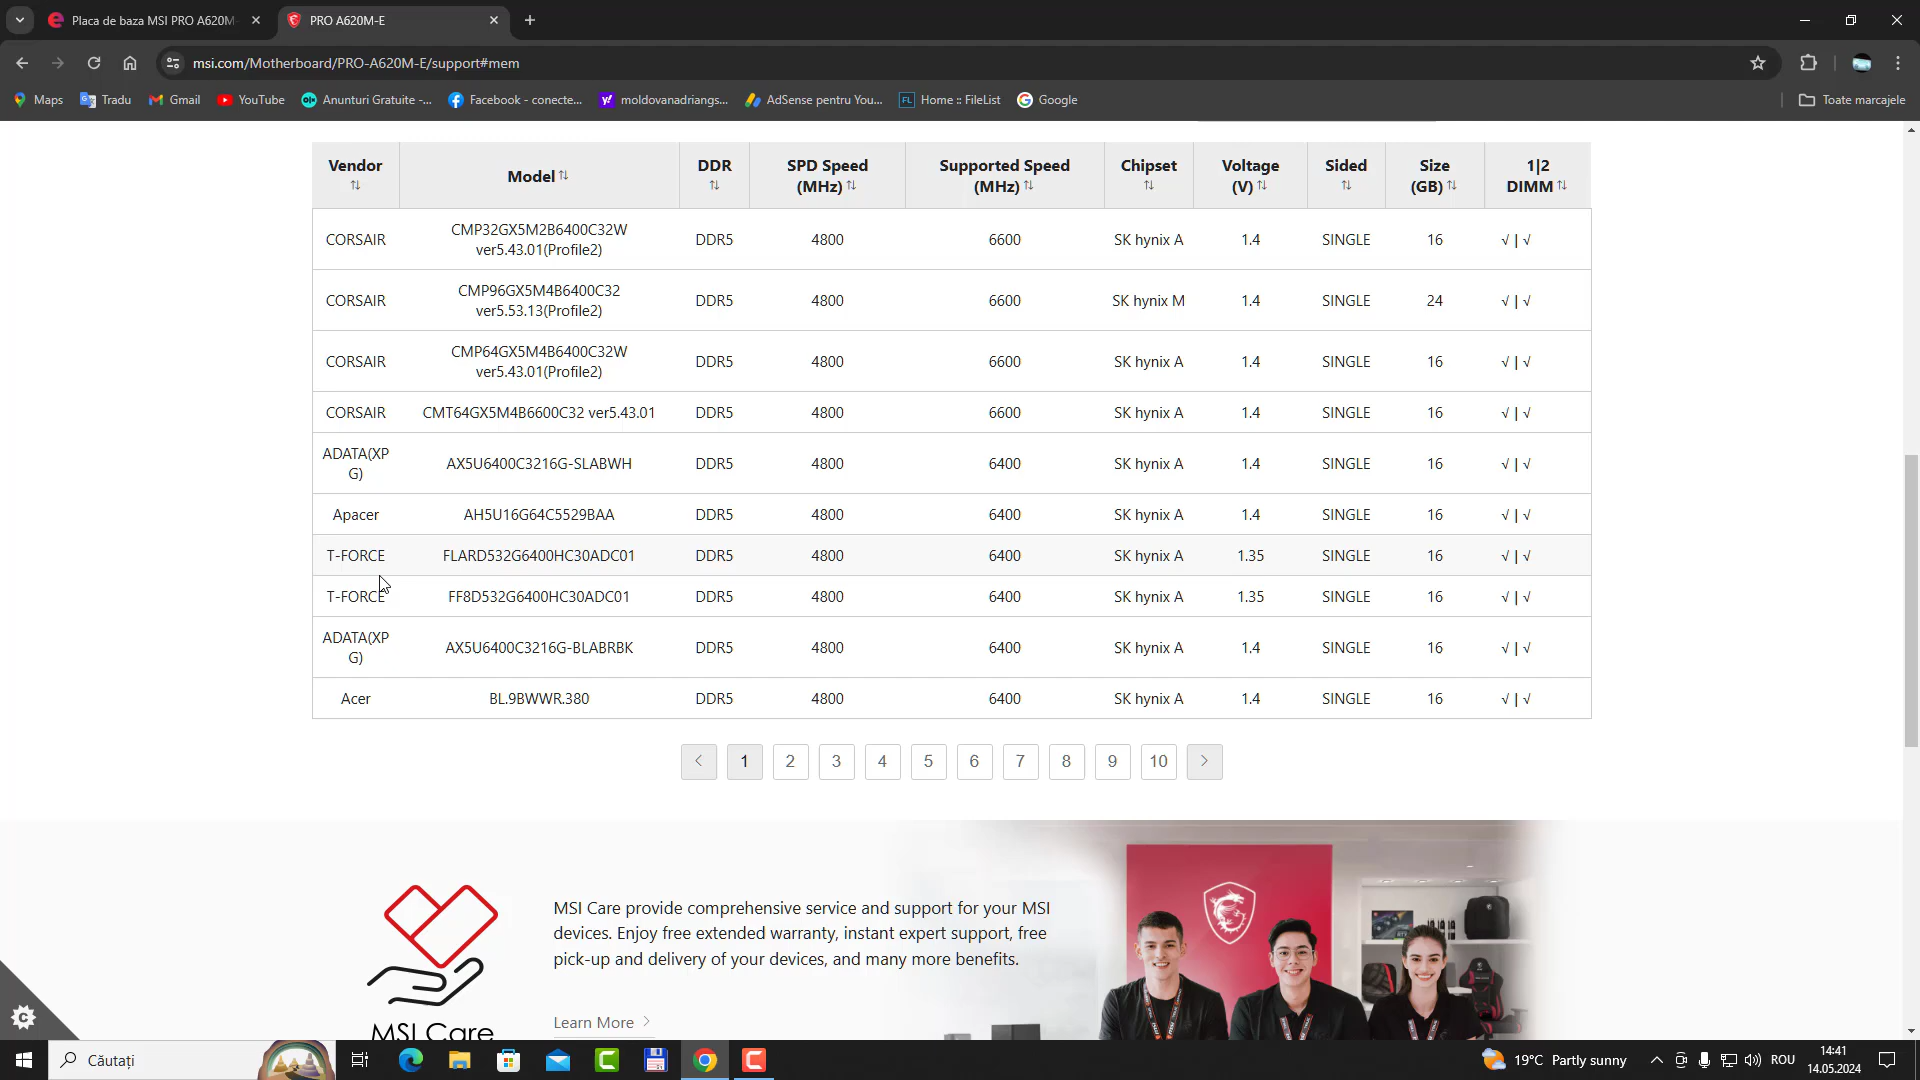 Placa de baza MSI PRO A620M-
PRO A620M-E
msi.com/Motherboard/PRO-A620M-E/support#mem
Maps
Tradu
Gmail
YouTube
Anunturi Gratuite -...
Facebook - conecte...
moldovanadriangs...
AdSense pentru You...
FL
Home :: FileList
Google
Toate marcajele
Vendor Model DDR SPD Speed (MHz) Supported Speed (MHz) Chipset Voltage (V) Sided Size (GB) 1|2 DIMM
CORSAIR CMP32GX5M2B6400C32W ver5.43.01(Profile2) DDR5 4800 6600 SK hynix A 1.4 SINGLE 16 √ | √
CORSAIR CMP96GX5M4B6400C32 ver5.53.13(Profile2) DDR5 4800 6600 SK hynix M 1.4 SINGLE 24 √ | √
CORSAIR CMP64GX5M4B6400C32W ver5.43.01(Profile2) DDR5 4800 6600 SK hynix A 1.4 SINGLE 16 √ | √
CORSAIR CMT64GX5M4B6600C32 ver5.43.01 DDR5 4800 6600 SK hynix A 1.4 SINGLE 16 √ | √
ADATA(XPG) AX5U6400C3216G-SLABWH DDR5 4800 6400 SK hynix A 1.4 SINGLE 16 √ | √
Apacer AH5U16G64C5529BAA DDR5 4800 6400 SK hynix A 1.4 SINGLE 16 √ | √
T-FORCE FLARD532G6400HC30ADC01 DDR5 4800 6400 SK hynix A 1.35 SINGLE 16 √ | √
T-FORCE FF8D532G6400HC30ADC01 DDR5 4800 6400 SK hynix A 1.35 SINGLE 16 √ | √
ADATA(XPG) AX5U6400C3216G-BLABRBK DDR5 4800 6400 SK hynix A 1.4 SINGLE 16 √ | √
Acer BL.9BWWR.380 DDR5 4800 6400 SK hynix A 1.4 SINGLE 16 √ | √
1 2 3 4 5 6 7 8 9 10
MSI Care provide comprehensive service and support for your MSI
devices. Enjoy free extended warranty, instant expert support, free
pick-up and delivery of your devices, and many more benefits.
MSI Care
Learn More
Căutați
19°C Partly sunny
ROU
14:41
14.05.2024